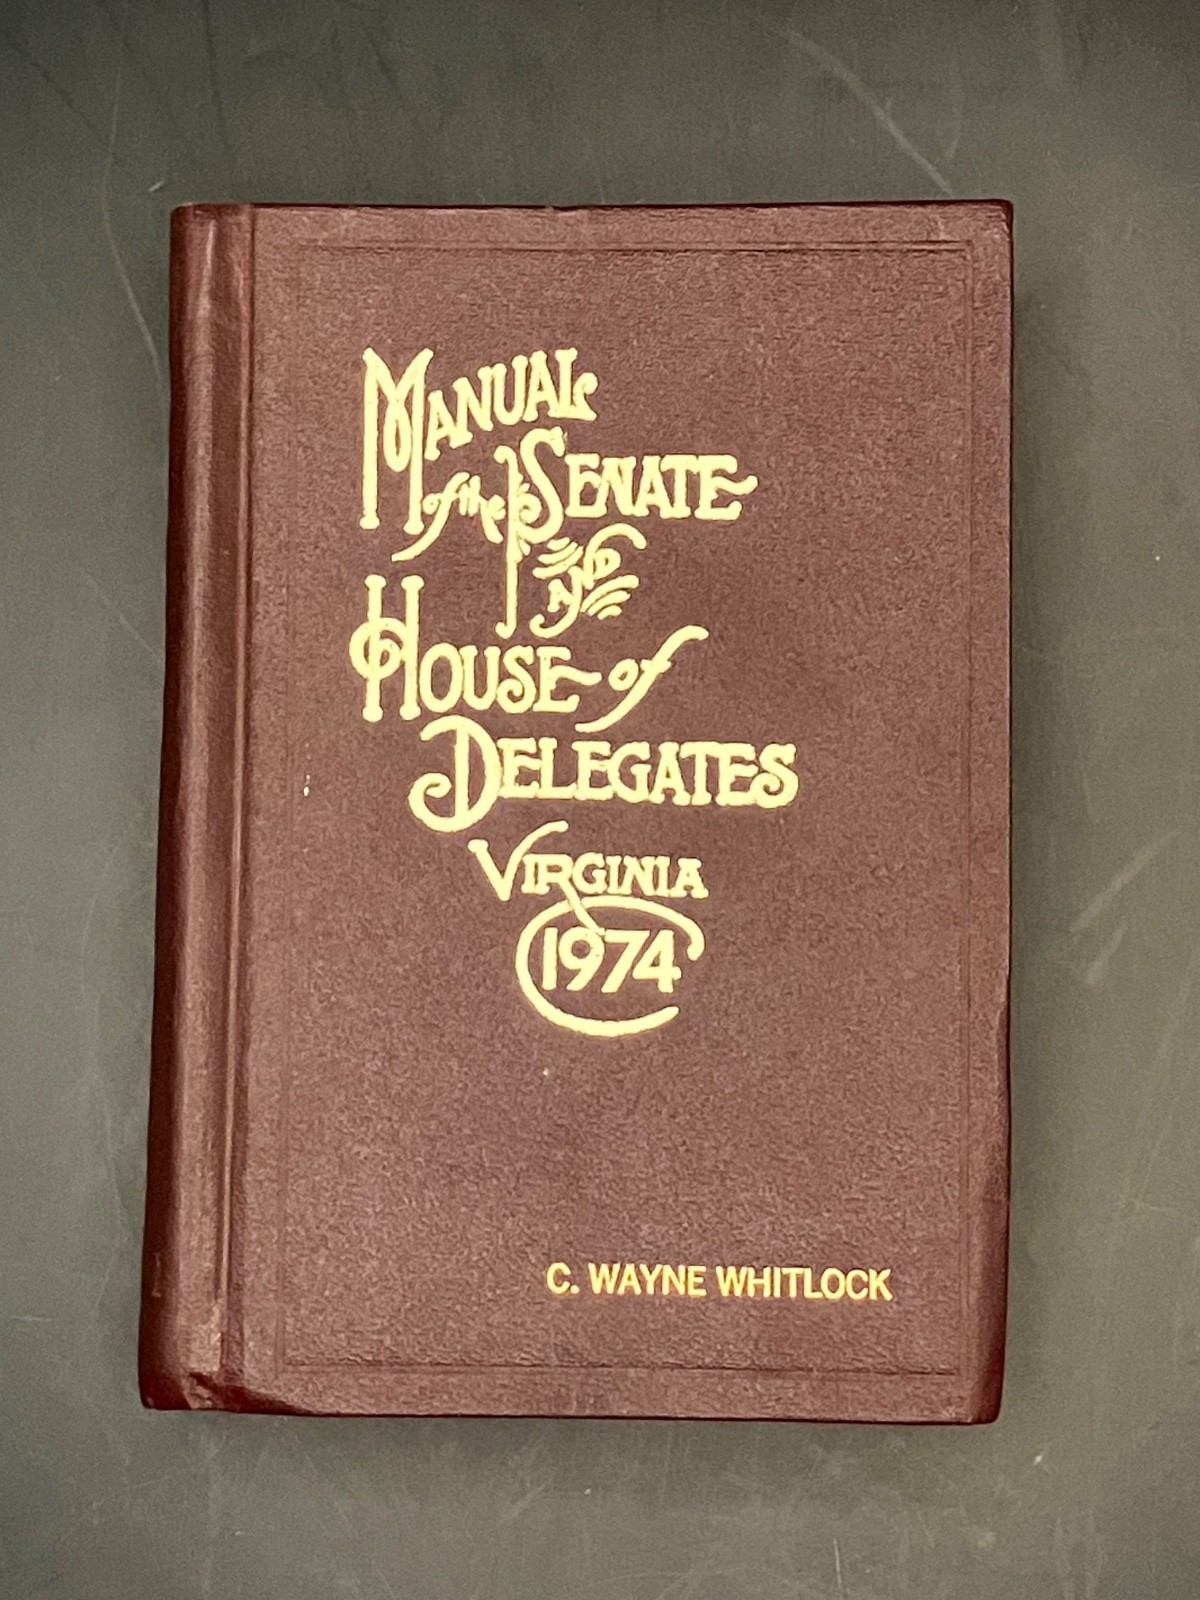 MANUAL
of the SENATE
AND
HOUSE of
DELEGATES
VIRGINIA
1974
C. WAYNE WHITLOCK